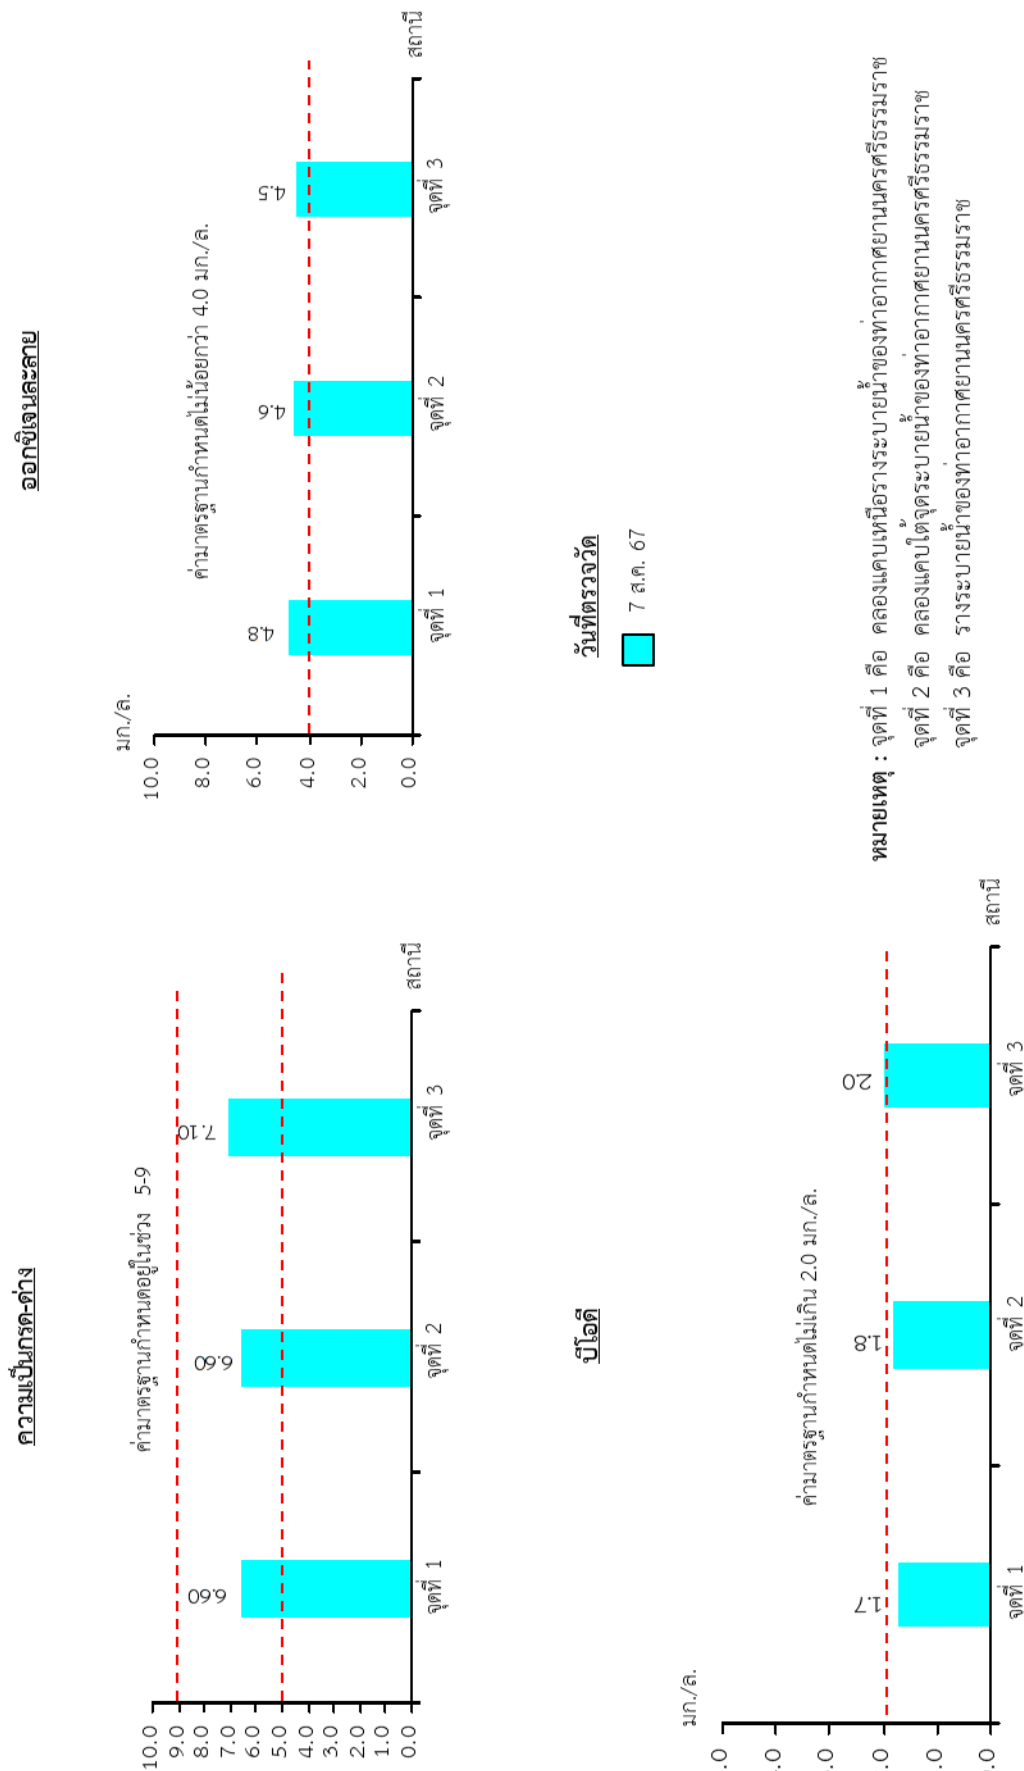 ความเป็นกรด-ด่าง
ค่ามาตรฐานกำหนดอยู่ในช่วง 5-9
10.0
9.0
8.0
7.0
6.0
5.0
4.0
3.0
2.0
1.0
0.0
6.60
6.60
7.10
จุดที่ 1
จุดที่ 2
จุดที่ 3
สถานี
ออกซิเจนละลาย
มก./ล.
ค่ามาตรฐานกำหนดไม่น้อยกว่า 4.0 มก./ล.
10.0
8.0
6.0
4.0
2.0
0.0
4.8
4.6
4.5
จุดที่ 1
จุดที่ 2
จุดที่ 3
สถานี
บีโอดี
มก./ล.
ค่ามาตรฐานกำหนดไม่เกิน 2.0 มก./ล.
.0
.0
.0
.0
.0
.0
1.7
1.8
2.0
จุดที่ 1
จุดที่ 2
จุดที่ 3
สถานี
วันที่ตรวจวัด
7 ส.ค. 67
หมายเหตุ : จุดที่ 1 คือ คลองแคบเหนือรางระบายน้ำของท่าอากาศยานนครศรีธรรมราช
จุดที่ 2 คือ คลองแคบใต้จุดระบายน้ำของท่าอากาศยานนครศรีธรรมราช
จุดที่ 3 คือ รางระบายน้ำของท่าอากาศยานนครศรีธรรมราช